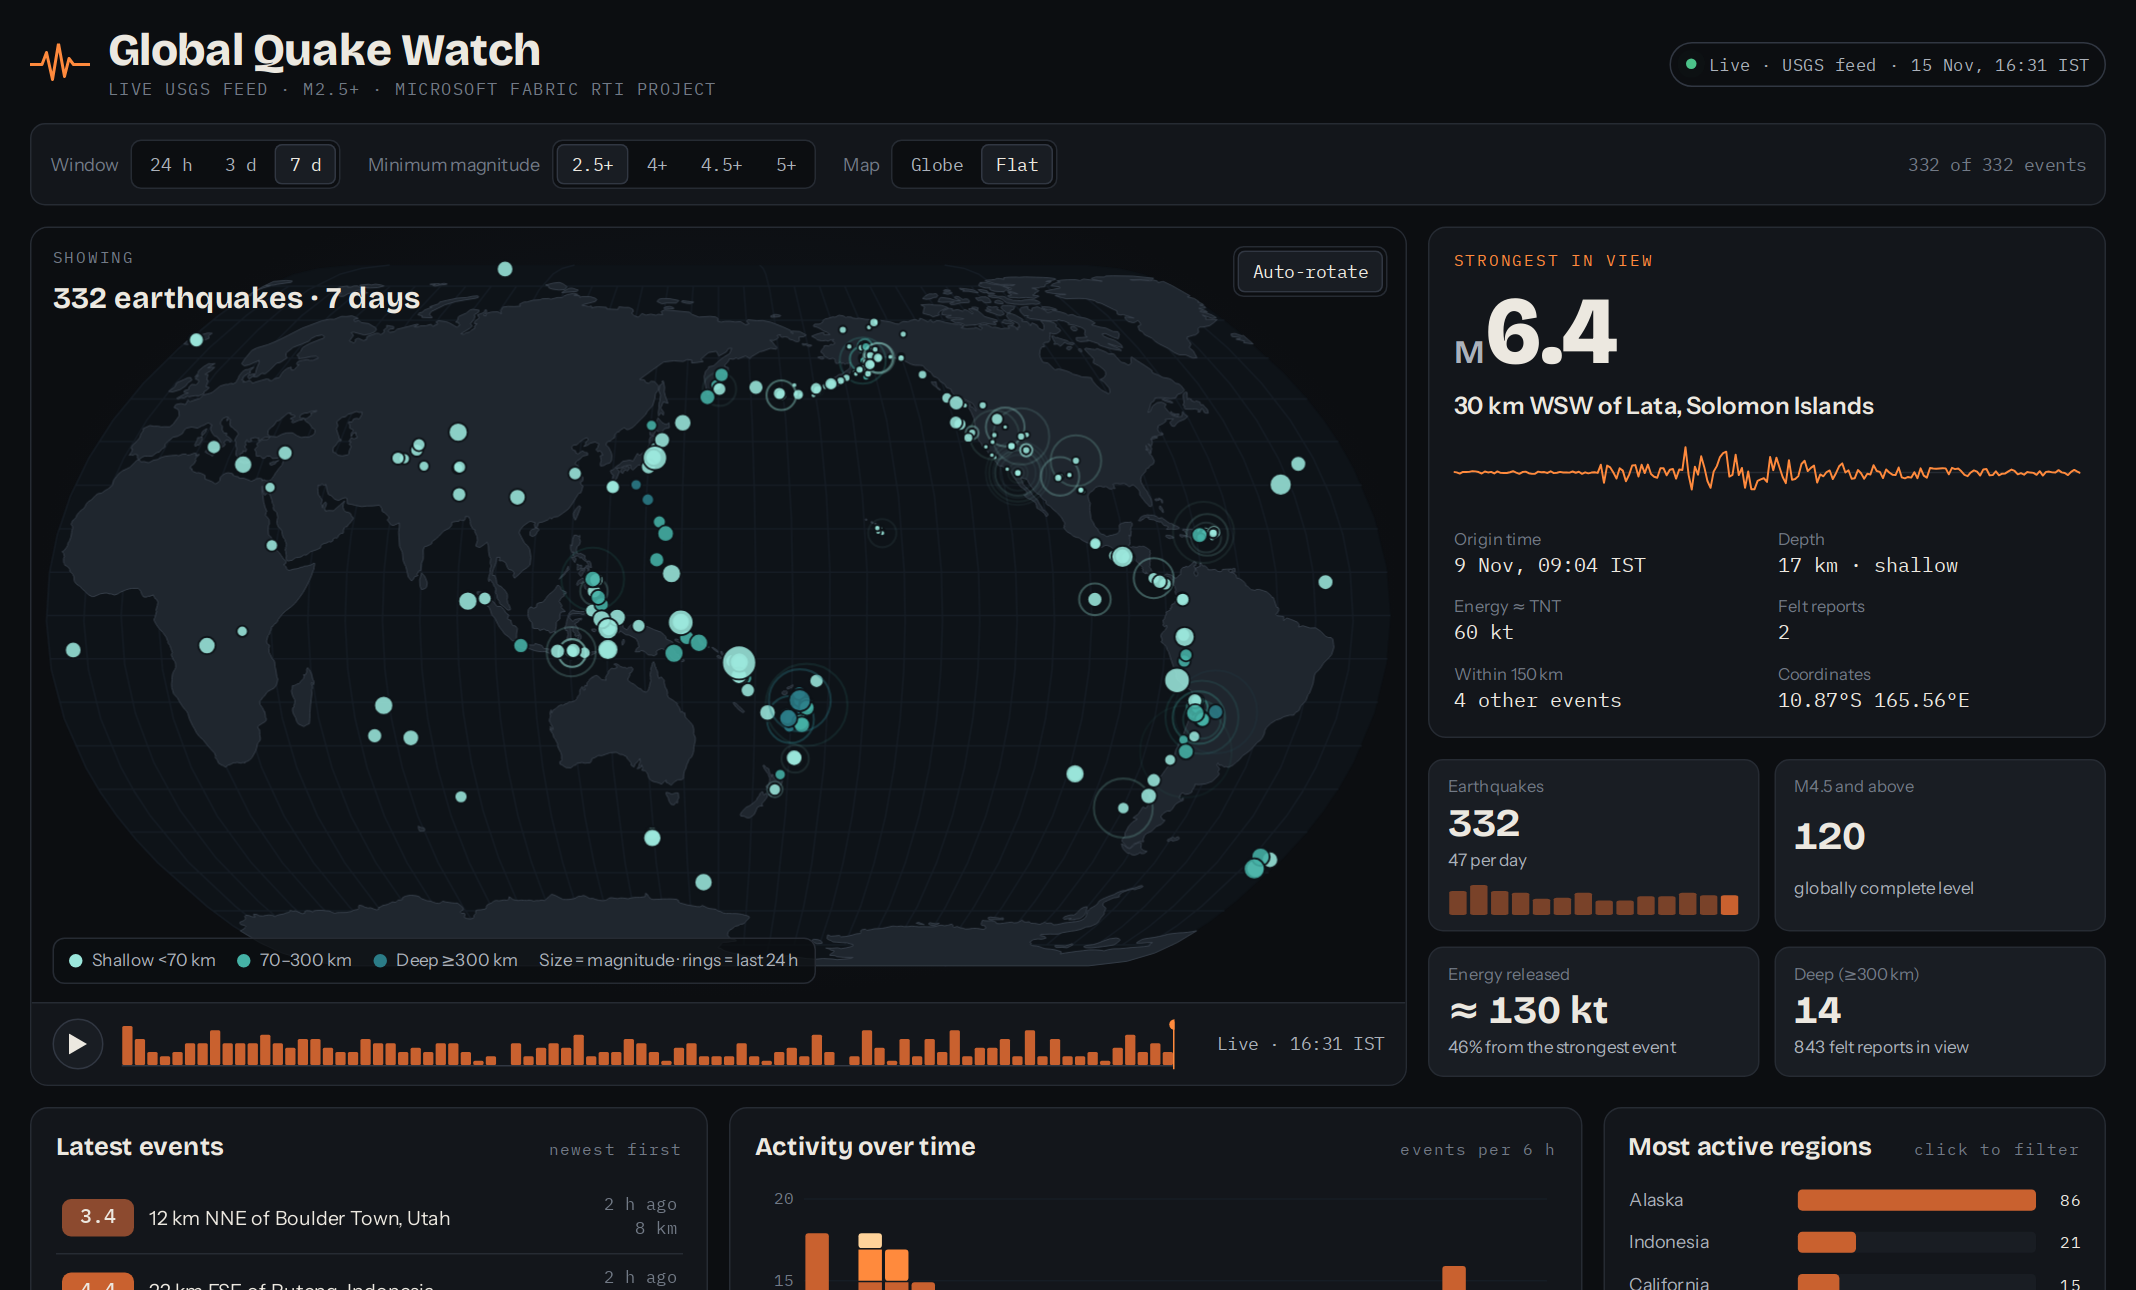 Global Quake Watch
LIVE USGS FEED · M2.5+ · MICROSOFT FABRIC RTI PROJECT
Live · USGS feed · 15 Nov, 16:31 IST
Window 24 h 3 d 7 d Minimum magnitude 2.5+ 4+ 4.5+ 5+ Map Globe Flat 332 of 332 events
SHOWING
332 earthquakes · 7 days
Auto-rotate
Shallow <70 km 70–300 km Deep ≥300 km Size = magnitude · rings = last 24 h
Live · 16:31 IST
STRONGEST IN VIEW
M6.4
30 km WSW of Lata, Solomon Islands
Origin time
9 Nov, 09:04 IST
Depth
17 km · shallow
Energy ≈ TNT
60 kt
Felt reports
2
Within 150 km
4 other events
Coordinates
10.87°S 165.56°E
Earthquakes
332
47 per day
M4.5 and above
120
globally complete level
Energy released
≈ 130 kt
46% from the strongest event
Deep (≥300 km)
14
843 felt reports in view
Latest events
newest first
3.4 12 km NNE of Boulder Town, Utah
2 h ago
8 km
4.4
2 h ago
Activity over time
events per 6 h
20
15
Most active regions
click to filter
Alaska 86
Indonesia 21
California 15